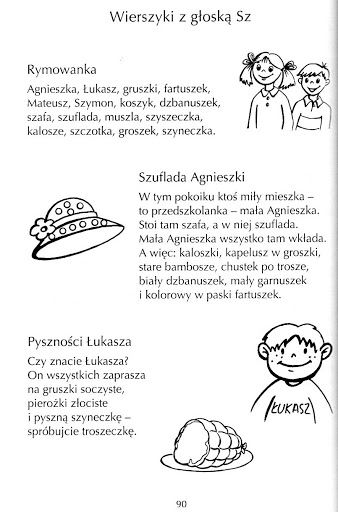 Wierszyki z głoską Sz
Rymowanka
Agnieszka, Łukasz, gruszki, fartuszek,
Mateusz, Szymon, koszyk, dzbanuszek,
szafa, szuflada, muszla, szyszeczka,
kalosze, szczotka, groszek, szyneczka.
Szuflada Agnieszki
W tym pokoiku ktoś miły mieszka –
to przedszkolanka – mała Agnieszka.
Stoi tam szafa, a w niej szuflada.
Mała Agnieszka wszystko tam wkłada.
A więc: kaloszki, kapelusz w groszki,
stare bambosze, chustek po trosze,
biały dzbanuszek, mały garnuszek
i kolorowy w paski fartuszek.
Pyszności Łukasza
Czy znacie Łukasza?
On wszystkich zaprasza
na gruszki soczyste,
pierożki złociste
i pyszną szyneczkę –
spróbujcie troszeczkę.
ŁUKASZ
90